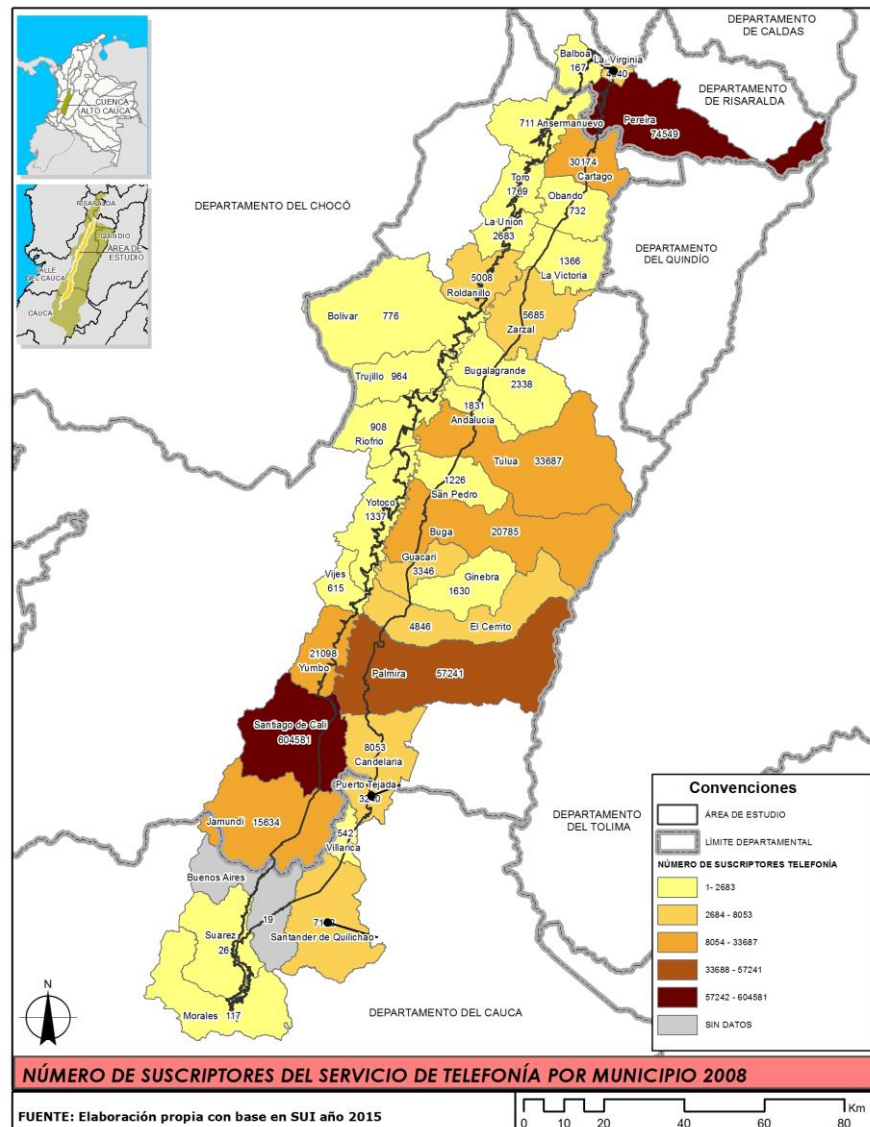 DEPARTAMENTO
DE CALDAS
Balboa
167
La_Virginia
DEPARTAMENTO
DE RISARALDA
CUENCA
ALTO CAUCA
711 Ansermanuevo
Pereira
74549
30174
Cartago
Toro
1769
Obando
732
DEPARTAMENTO DEL CHOCÓ
La Union
2683
RISARALDA
QUINDIO
ÁREA DE
ESTUDIO
VALLE
DEL CAUCA
CAUCA
1366
La Victoria
DEPARTAMENTO
DEL QUINDÍO
5008
Roldanillo
5685
Zarzal
Bolivar 776
Trujillo 964
Bugalagrande
2338
1831
Andalucia
908
Riofrio
Tulua 33687
1226
San Pedro
Yotoco
1337
Buga 20785
Guacari
3346
Ginebra
1630
Vijes
615
4846 El Cerrito
21098
Yumbo
Palmira 57241
Santiago de Cali
604581
8053
Candelaria
Puerto Tejada
Jamundi 15634
542
Villarica
Buenos Aires
19
Suarez
26
Santander de Quilichao
Morales 117
DEPARTAMENTO
DEL TOLIMA
DEPARTAMENTO DEL CAUCA
N
Convenciones
ÁREA DE ESTUDIO
LÍMITE DEPARTAMENTAL
NÚMERO DE SUSCRIPTORES TELEFONÍA
1- 2683
2684 - 8053
8054 - 33687
33688 - 57241
57242 - 604581
SIN DATOS
NÚMERO DE SUSCRIPTORES DEL SERVICIO DE TELEFONÍA POR MUNICIPIO 2008
FUENTE: Elaboración propia con base en SUI año 2015
0 10 20 40 60 80 Km